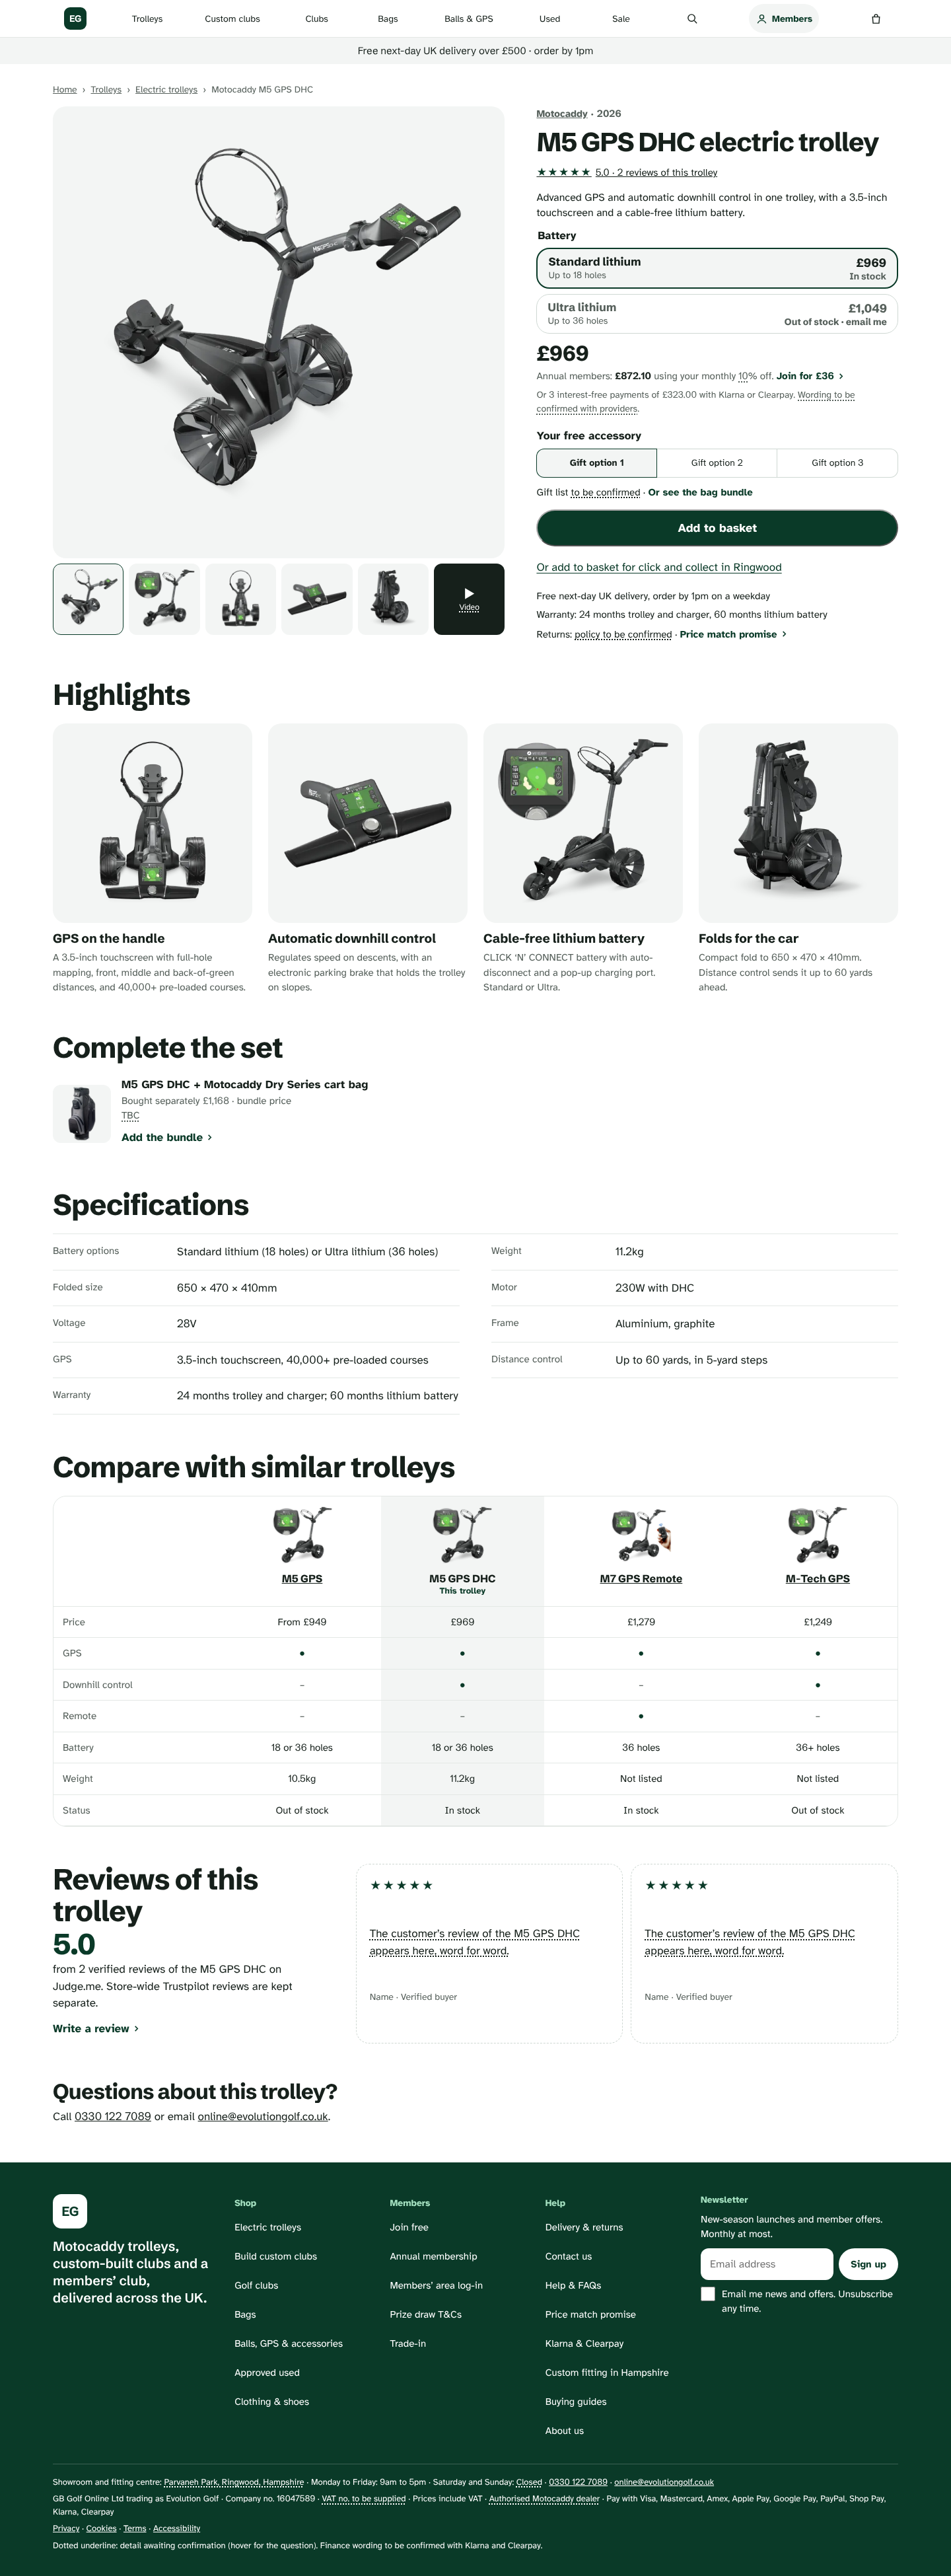 EG
Trolleys
Custom clubs
Clubs
Bags
Balls & GPS
Used
Sale
Members
Free next-day UK delivery over £500 · order by 1pm
Home › Trolleys › Electric trolleys › Motocaddy M5 GPS DHC
Motocaddy · 2026
M5 GPS DHC electric trolley
★★★★★ 5.0 · 2 reviews of this trolley
Advanced GPS and automatic downhill control in one trolley, with a 3.5-inch
touchscreen and a cable-free lithium battery.
Battery
Standard lithium £969
Up to 18 holes In stock
Ultra lithium £1,049
Up to 36 holes Out of stock · email me
£969
Annual members: £872.10 using your monthly 10% off. Join for £36 ›
Or 3 interest-free payments of £323.00 with Klarna or Clearpay. Wording to be
confirmed with providers.
Your free accessory
Gift option 1
Gift option 2
Gift option 3
Gift list to be confirmed · Or see the bag bundle
Add to basket
Or add to basket for click and collect in Ringwood
Free next-day UK delivery, order by 1pm on a weekday
Warranty: 24 months trolley and charger, 60 months lithium battery
Returns: policy to be confirmed · Price match promise ›
Video
Highlights
GPS on the handle
A 3.5-inch touchscreen with full-hole
mapping, front, middle and back-of-green
distances, and 40,000+ pre-loaded courses.
Automatic downhill control
Regulates speed on descents, with an
electronic parking brake that holds the trolley
on slopes.
Cable-free lithium battery
CLICK ‘N’ CONNECT battery with auto-
disconnect and a pop-up charging port.
Standard or Ultra.
Folds for the car
Compact fold to 650 × 470 × 410mm.
Distance control sends it up to 60 yards
ahead.
Complete the set
M5 GPS DHC + Motocaddy Dry Series cart bag
Bought separately £1,168 · bundle price
TBC
Add the bundle ›
Specifications
Battery options Standard lithium (18 holes) or Ultra lithium (36 holes)
Weight 11.2kg
Folded size 650 × 470 × 410mm
Motor 230W with DHC
Voltage 28V
Frame Aluminium, graphite
GPS 3.5-inch touchscreen, 40,000+ pre-loaded courses
Distance control Up to 60 yards, in 5-yard steps
Warranty 24 months trolley and charger; 60 months lithium battery
Compare with similar trolleys
M5 GPS M5 GPS DHC M7 GPS Remote M-Tech GPS
This trolley
Price From £949 £969 £1,279 £1,249
GPS ● ● ● ●
Downhill control – ● – ●
Remote – – ● –
Battery 18 or 36 holes 18 or 36 holes 36 holes 36+ holes
Weight 10.5kg 11.2kg Not listed Not listed
Status Out of stock In stock In stock Out of stock
Reviews of this
trolley
5.0
from 2 verified reviews of the M5 GPS DHC on
Judge.me. Store-wide Trustpilot reviews are kept
separate.
Write a review ›
★★★★★
The customer’s review of the M5 GPS DHC
appears here, word for word.
Name · Verified buyer
★★★★★
The customer’s review of the M5 GPS DHC
appears here, word for word.
Name · Verified buyer
Questions about this trolley?
Call 0330 122 7089 or email online@evolutiongolf.co.uk.
EG
Motocaddy trolleys,
custom-built clubs and a
members’ club,
delivered across the UK.
Shop
Electric trolleys
Build custom clubs
Golf clubs
Bags
Balls, GPS & accessories
Approved used
Clothing & shoes
Members
Join free
Annual membership
Members’ area log-in
Prize draw T&Cs
Trade-in
Help
Delivery & returns
Contact us
Help & FAQs
Price match promise
Klarna & Clearpay
Custom fitting in Hampshire
Buying guides
About us
Newsletter
New-season launches and member offers.
Monthly at most.
Email address
Sign up
Email me news and offers. Unsubscribe
any time.
Showroom and fitting centre: Parvaneh Park, Ringwood, Hampshire · Monday to Friday: 9am to 5pm · Saturday and Sunday: Closed · 0330 122 7089 · online@evolutiongolf.co.uk
GB Golf Online Ltd trading as Evolution Golf · Company no. 16047589 · VAT no. to be supplied · Prices include VAT · Authorised Motocaddy dealer · Pay with Visa, Mastercard, Amex, Apple Pay, Google Pay, PayPal, Shop Pay,
Klarna, Clearpay
Privacy · Cookies · Terms · Accessibility
Dotted underline: detail awaiting confirmation (hover for the question). Finance wording to be confirmed with Klarna and Clearpay.